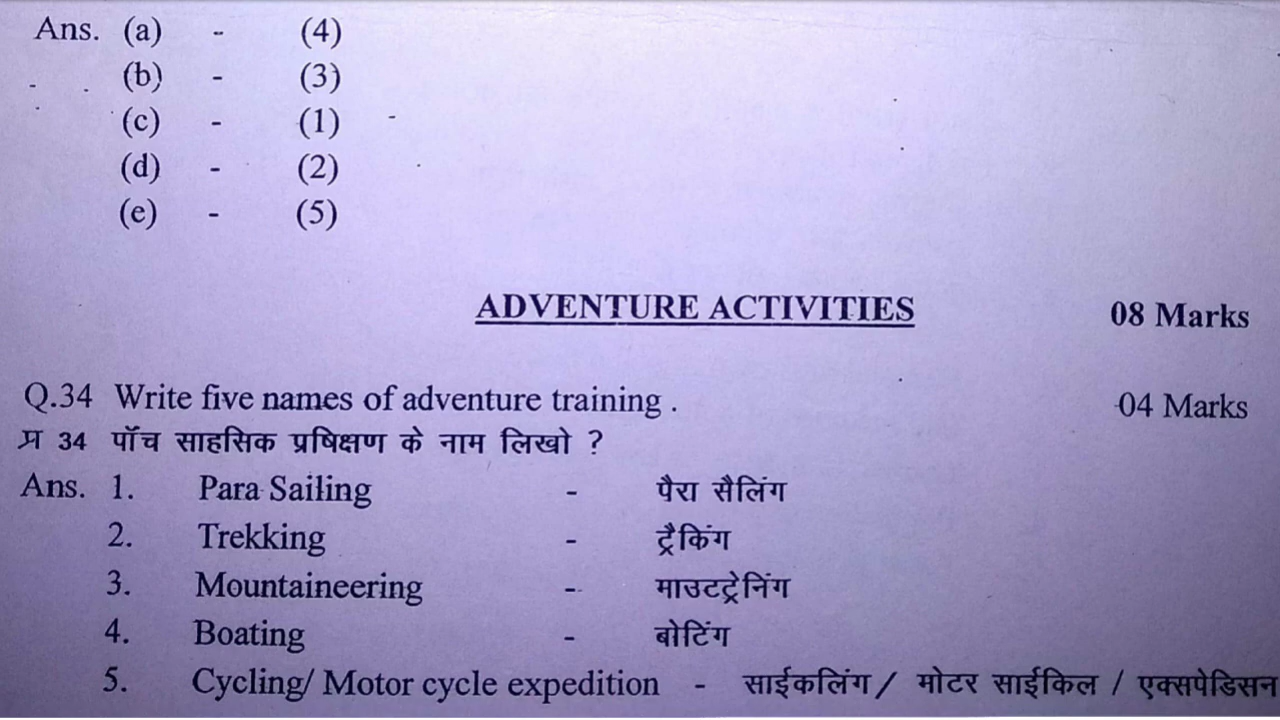 Ans. (a) - (4)
(b) - (3)
(c) - (1)
(d) - (2)
(e) - (5)
ADVENTURE ACTIVITIES 08 Marks
Q.34 Write five names of adventure training . 04 Marks
प्र 34 पॉच साहसिक प्रषिक्षण के नाम लिखो ?
Ans. 1. Para Sailing - पैरा सैलिंग
2. Trekking - ट्रैकिंग
3. Mountaineering - माउटट्रेनिंग
4. Boating - बोटिंग
5. Cycling/ Motor cycle expedition - साईकलिंग / मोटर साईकिल / एक्सपेडिसन